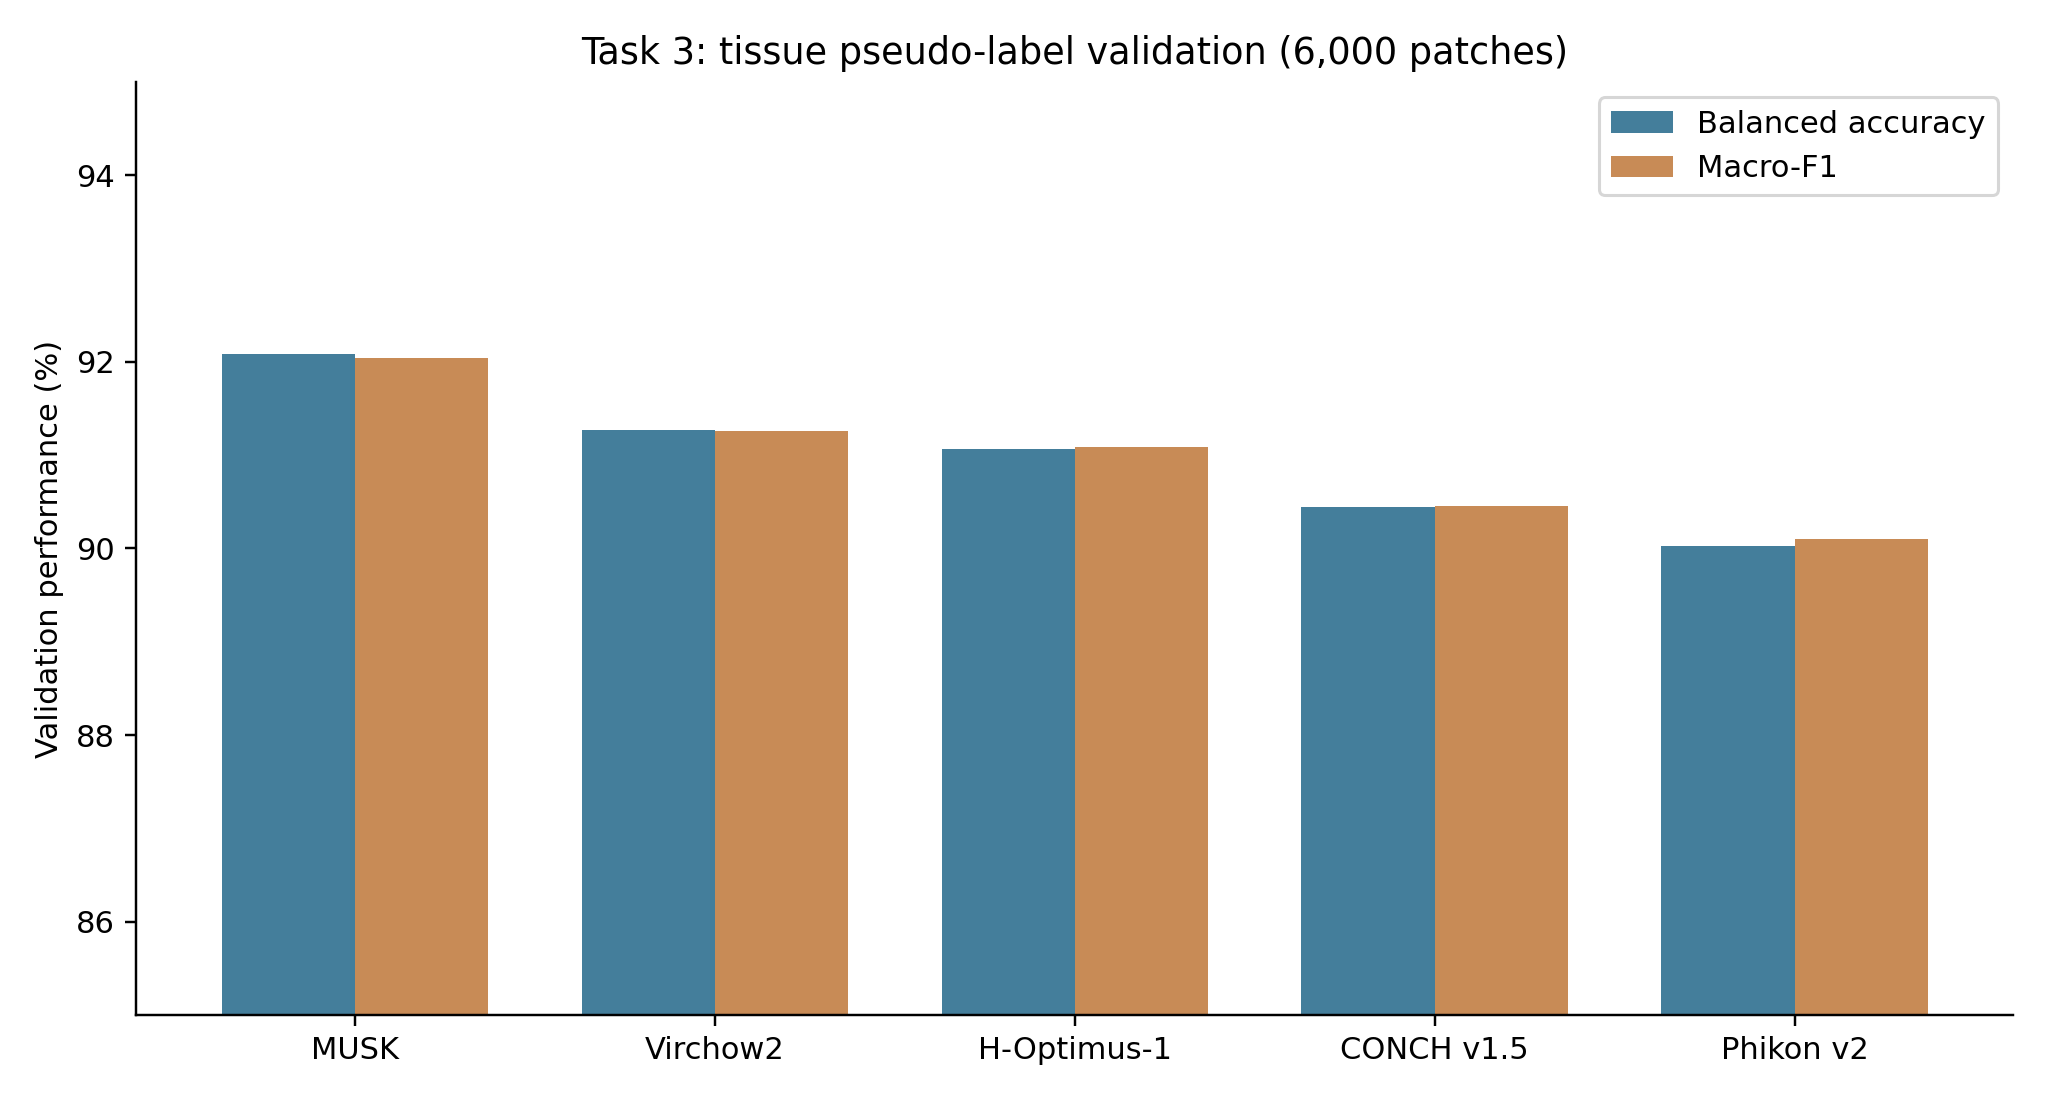 Task 3: tissue pseudo-label validation (6,000 patches)
Balanced accuracy
Macro-F1
Validation performance (%)
94
92
90
88
86
MUSK
Virchow2
H-Optimus-1
CONCH v1.5
Phikon v2